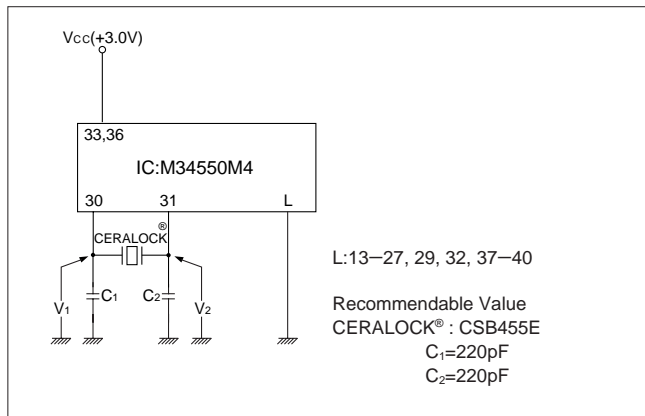 VCC(+3.0V)
33,36
IC:M34550M4
30 31 L
CERALOCK®
V1 C1 C2 V2
L:13–27, 29, 32, 37–40
Recommendable Value
CERALOCK® : CSB455E
C1=220pF
C2=220pF